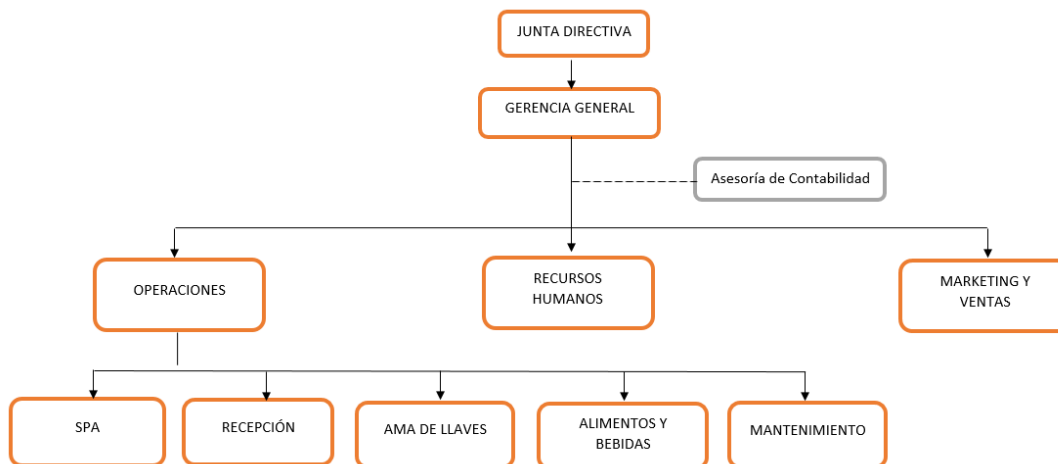 JUNTA DIRECTIVA
GERENCIA GENERAL
Asesoría de Contabilidad
OPERACIONES
RECURSOS
HUMANOS
MARKETING Y
VENTAS
SPA
RECEPCIÓN
AMA DE LLAVES
ALIMENTOS Y
BEBIDAS
MANTENIMIENTO